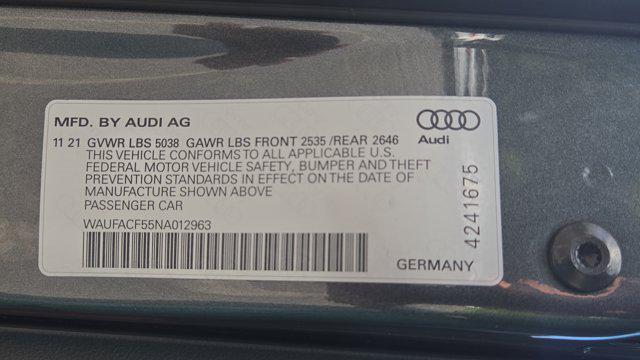 MFD. BY AUDI AG
Audi
11 21 GVWR LBS 5038 GAWR LBS FRONT 2535 /REAR 2646
THIS VEHICLE CONFORMS TO ALL APPLICABLE U.S.
FEDERAL MOTOR VEHICLE SAFETY, BUMPER AND THEFT
PREVENTION STANDARDS IN EFFECT ON THE DATE OF
MANUFACTURE SHOWN ABOVE
PASSENGER CAR
WAUFACF55NA012963
4241675
GERMANY